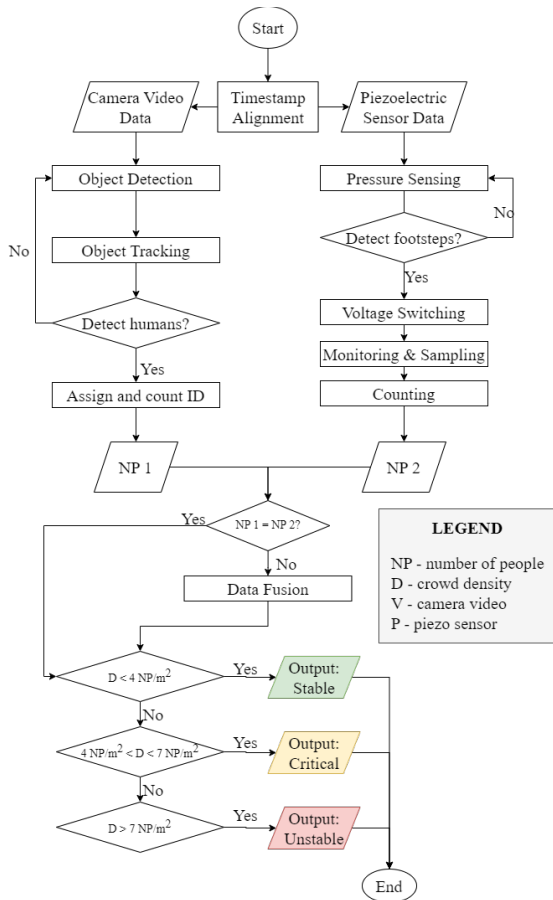 Start
Camera Video
Data
Timestamp
Alignment
Piezoelectric
Sensor Data
Object Detection
Pressure Sensing
No
No
Object Tracking
Detect footsteps?
Yes
Detect humans?
Voltage Switching
Yes
Monitoring & Sampling
Assign and count ID
Counting
NP 1
NP 2
Yes
NP 1 = NP 2?
No
Data Fusion
LEGEND
NP - number of people
D - crowd density
V - camera video
P - piezo sensor
D < 4 NP/m²
Yes
Output:
Stable
No
4 NP/m² < D < 7 NP/m²
Yes
Output:
Critical
No
D > 7 NP/m²
Yes
Output:
Unstable
End